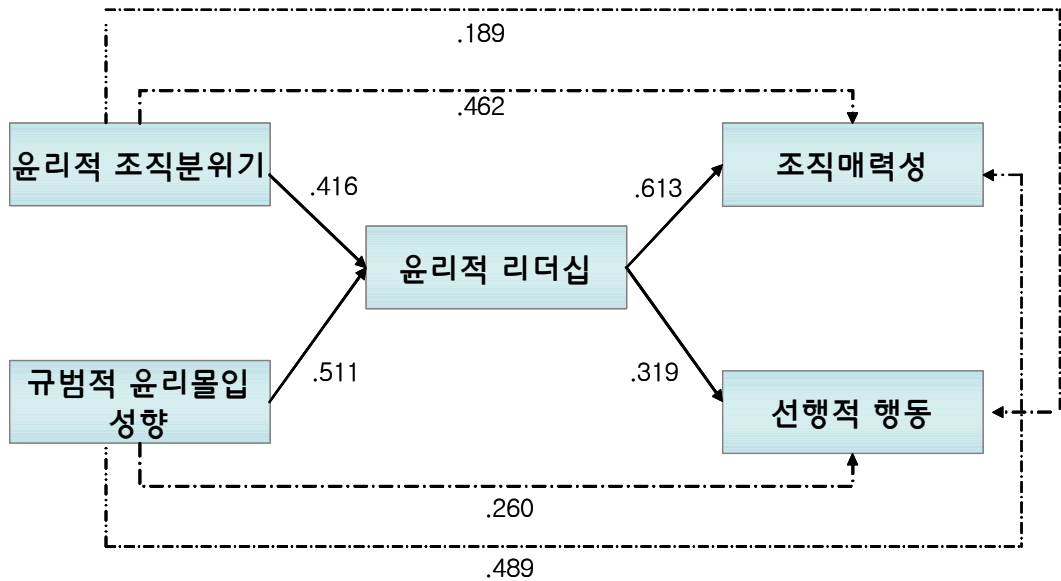 .189
.462
윤리적 조직분위기
조직매력성
.416
.613
윤리적 리더십
.511
.319
규범적 윤리몰입
성향
선행적 행동
.260
.489